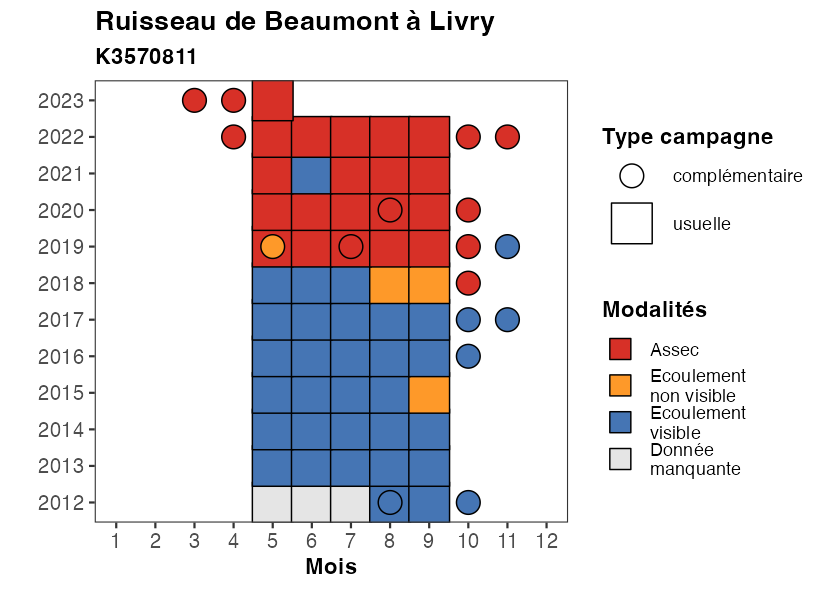 Ruisseau de Beaumont à Livry
K3570811
2023
2022
2021
2020
2019
2018
2017
2016
2015
2014
2013
2012
1 2 3 4 5 6 7 8 9 10 11 12
Mois
Type campagne
complémentaire
usuelle
Modalités
Assec
Ecoulement
non visible
Ecoulement
visible
Donnée
manquante